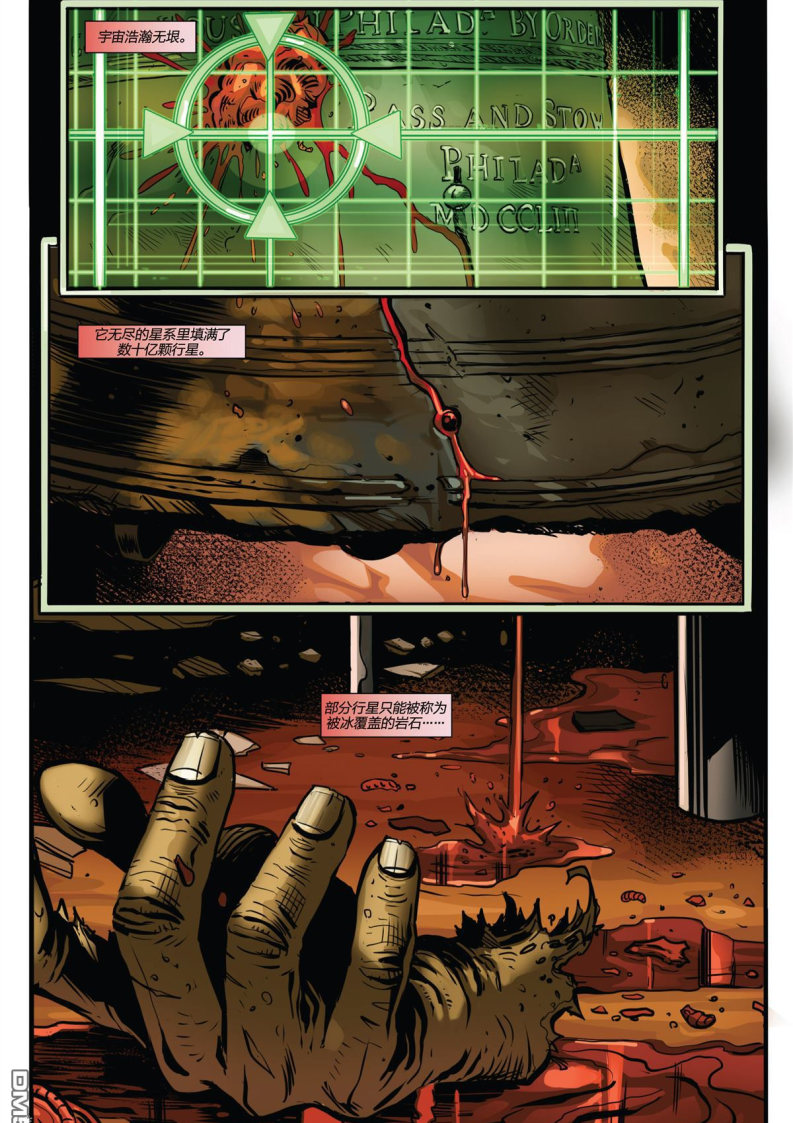 宇宙浩瀚无垠。
PHILADA BY ORDER
PASS AND STOW
PHILADA
MDCCLIII
它无尽的星系里填满了
数十亿颗行星。
部分行星只能被称为
被冰覆盖的岩石……